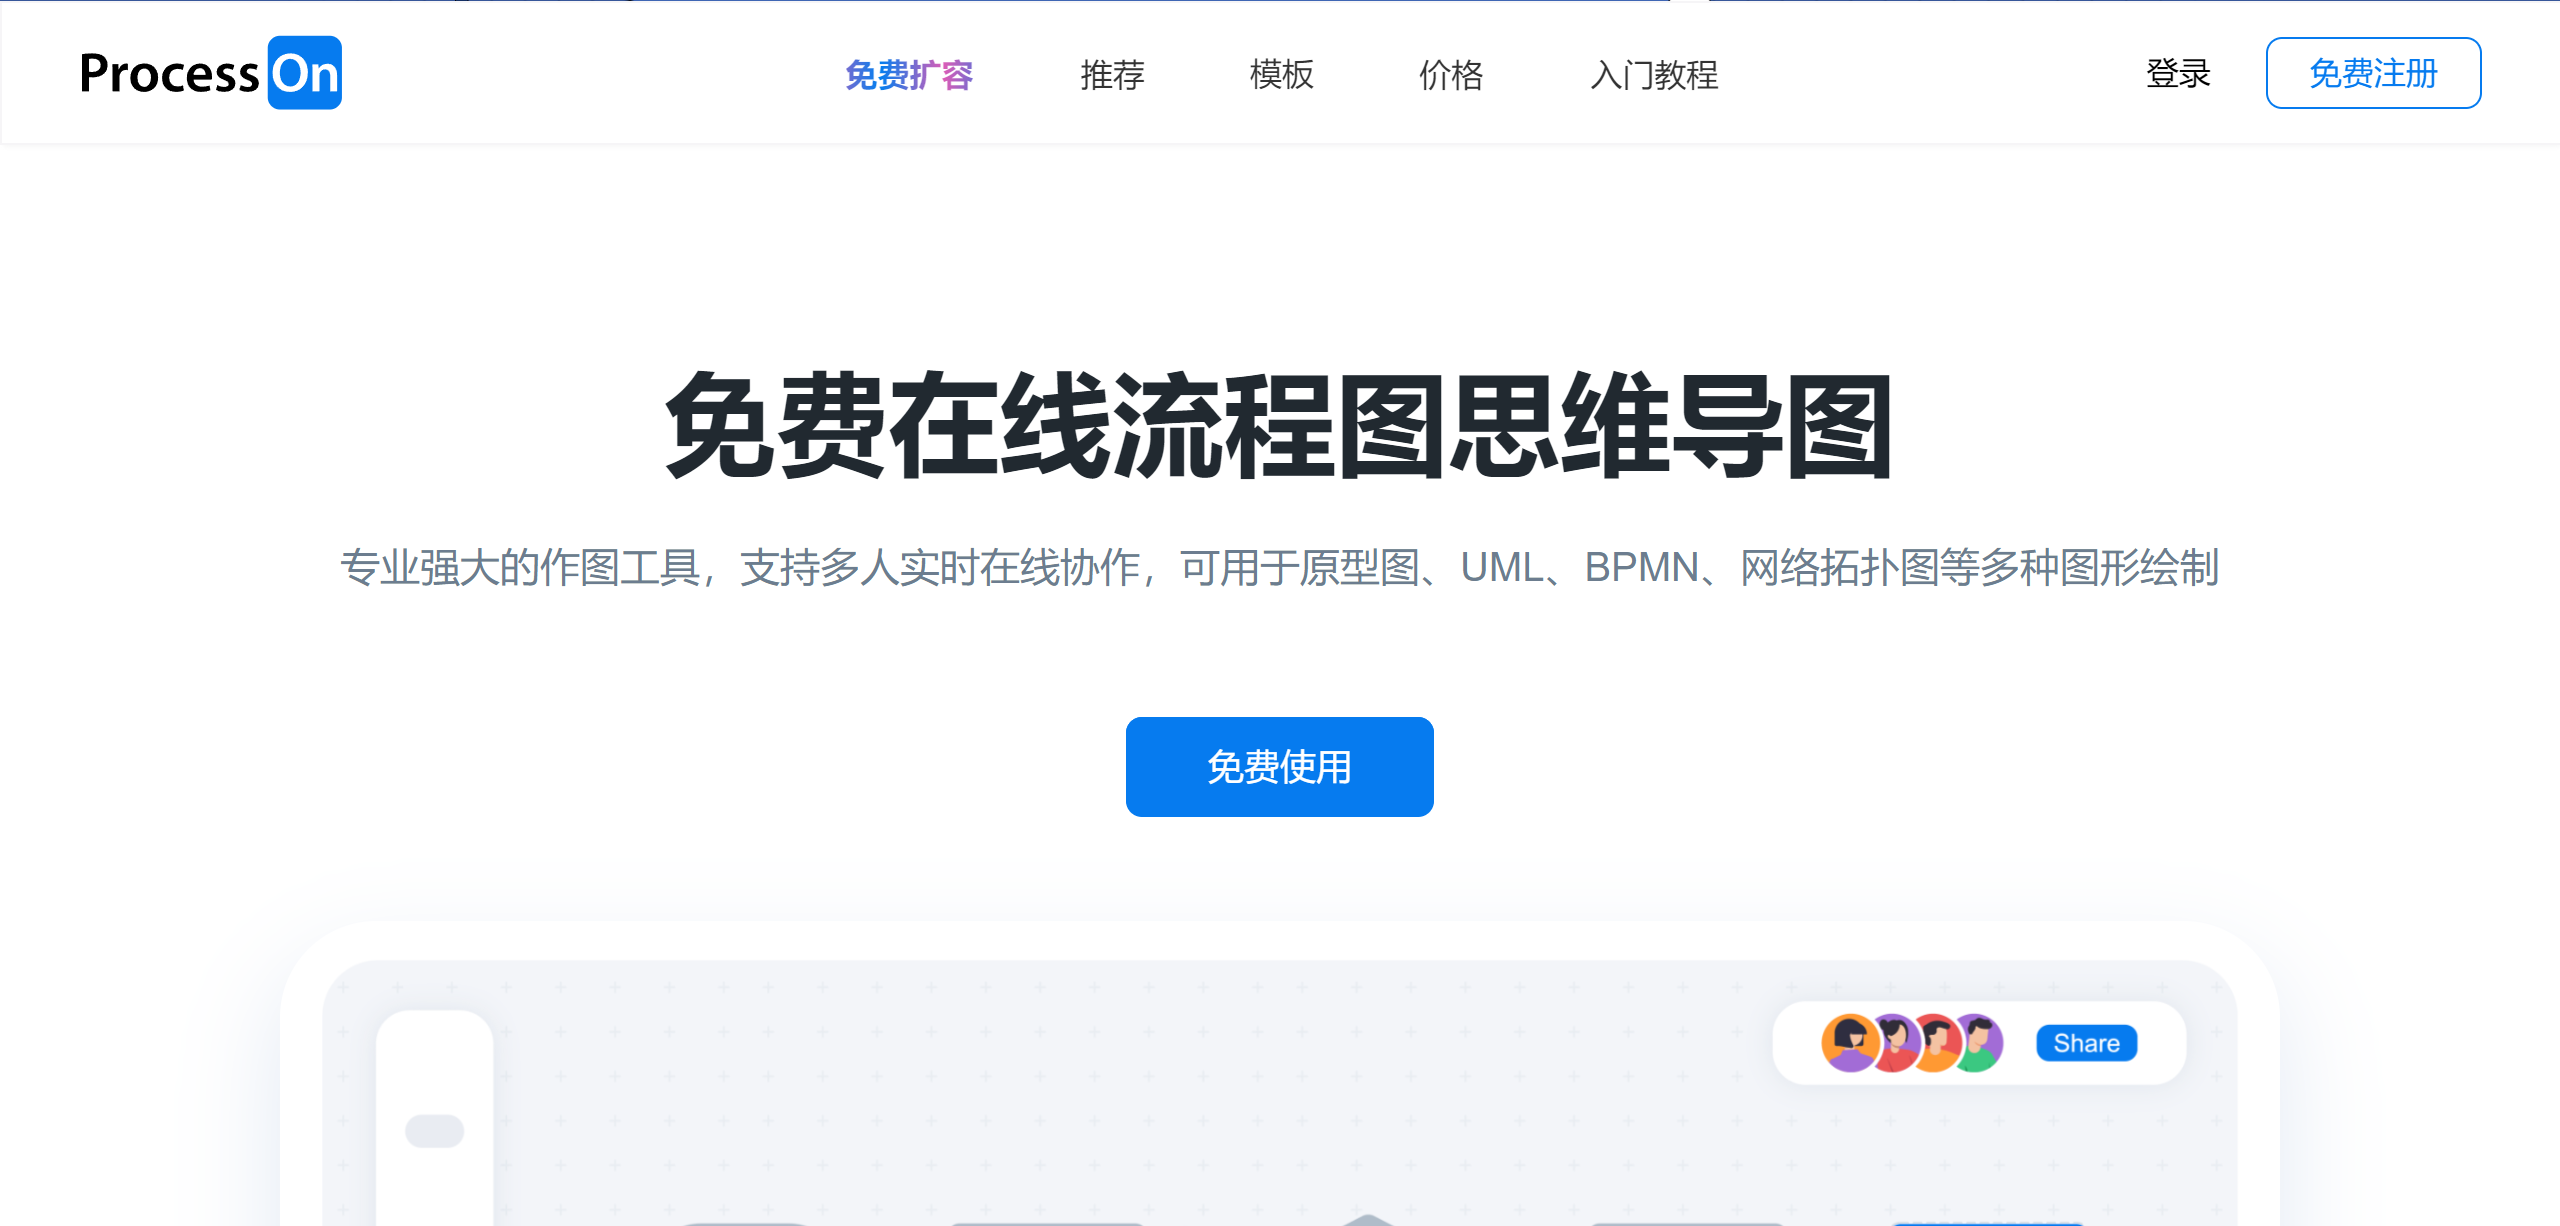 ProcessOn
免费扩容 推荐 模板 价格 入门教程
登录 免费注册
免费在线流程图思维导图
专业强大的作图工具，支持多人实时在线协作，可用于原型图、UML、BPMN、网络拓扑图等多种图形绘制
免费使用
Share